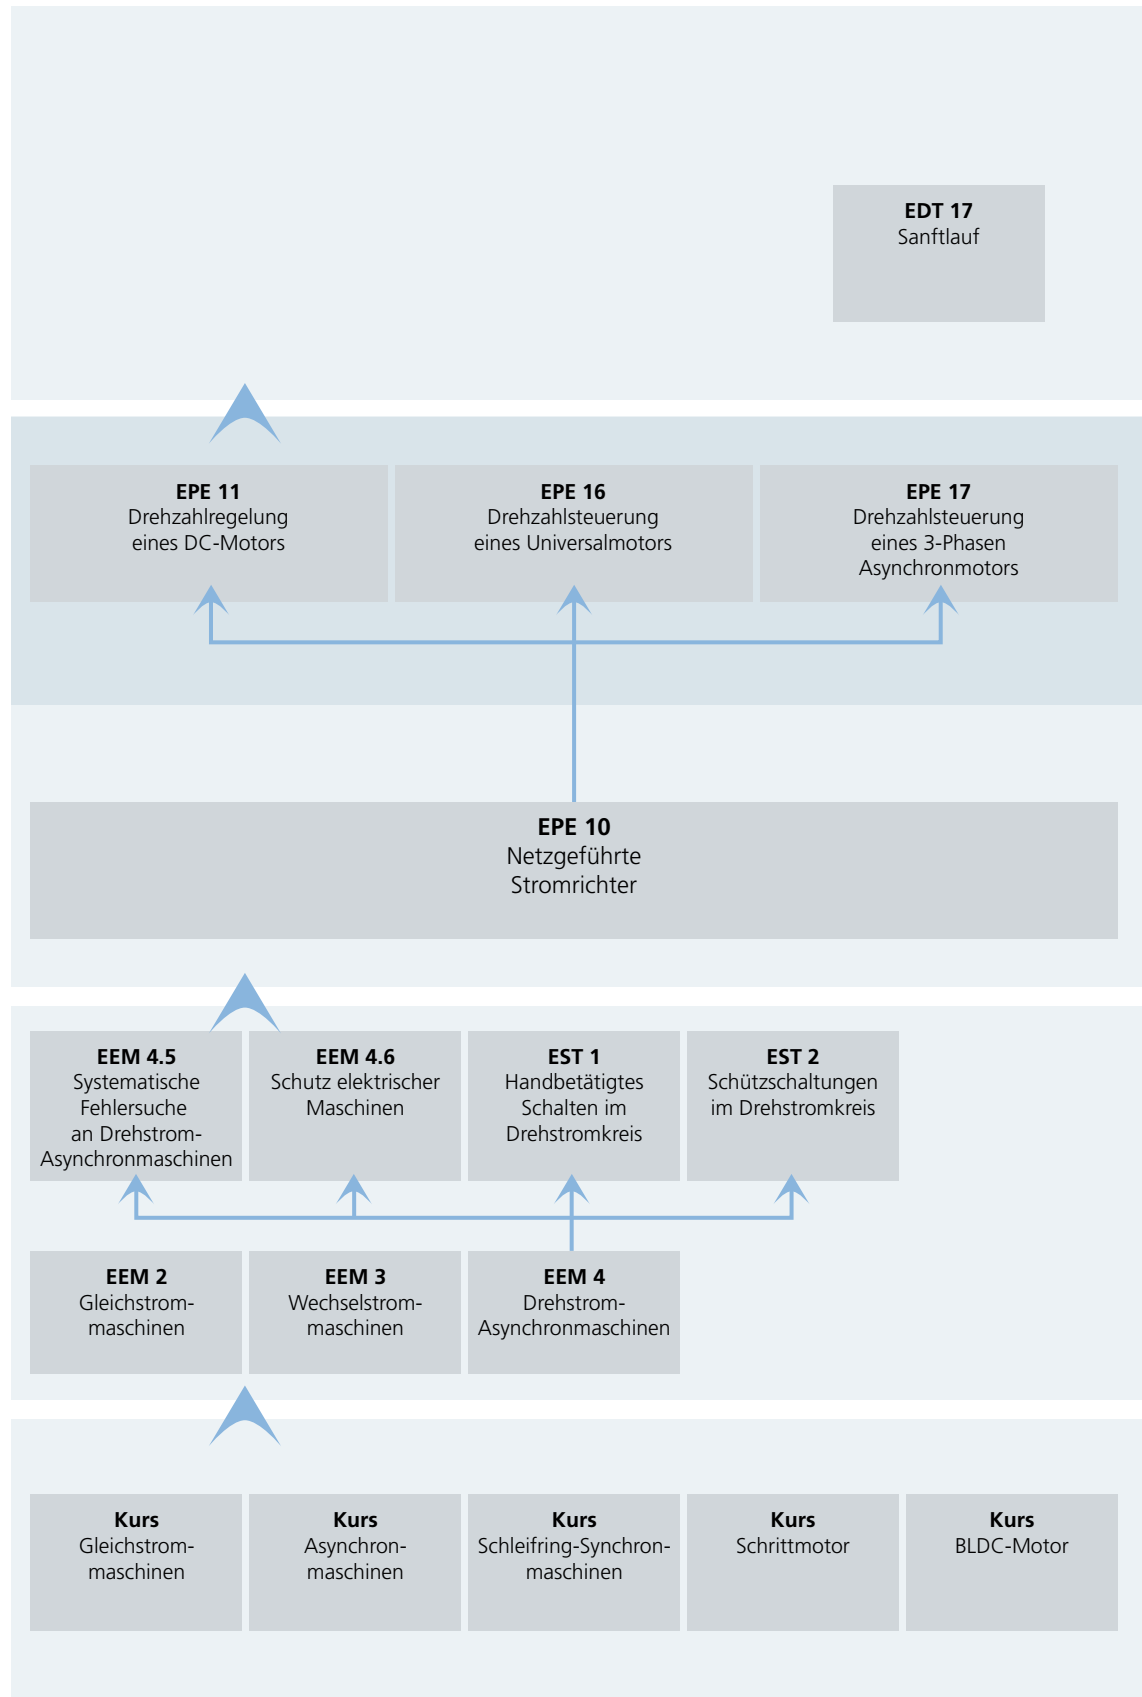 EDT 17
Sanftlauf
EPE 11
Drehzahlregelung
eines DC-Motors
EPE 16
Drehzahlsteuerung
eines Universalmotors
EPE 17
Drehzahlsteuerung
eines 3-Phasen
Asynchronmotors
EPE 10
Netzgeführte
Stromrichter
EEM 4.5
Systematische
Fehlersuche
an Drehstrom-
Asynchronmaschinen
EEM 4.6
Schutz elektrischer
Maschinen
EST 1
Handbetätigtes
Schalten im
Drehstromkreis
EST 2
Schützschaltungen
im Drehstromkreis
EEM 2
Gleichstrom-
maschinen
EEM 3
Wechselstrom-
maschinen
EEM 4
Drehstrom-
Asynchronmaschinen
Kurs
Gleichstrom-
maschinen
Kurs
Asynchron-
maschinen
Kurs
Schleifring-Synchron-
maschinen
Kurs
Schrittmotor
Kurs
BLDC-Motor